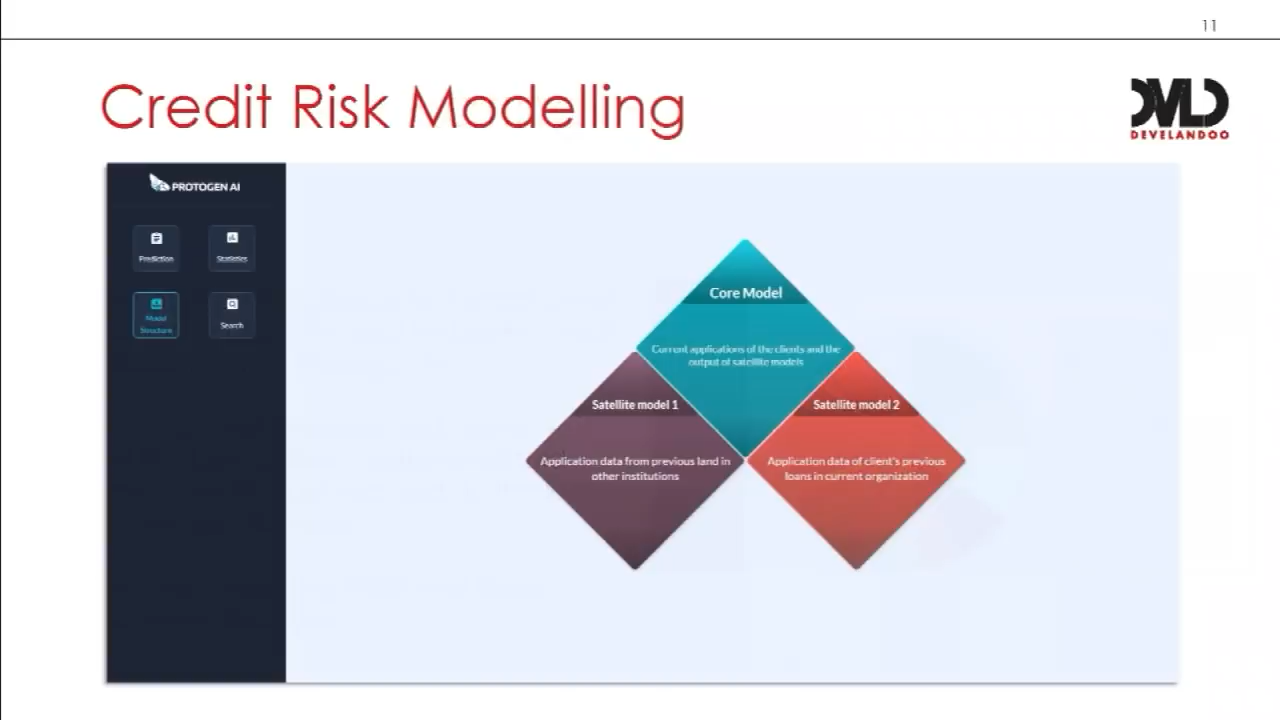 11
Credit Risk Modelling
DVLD
DEVELANDOO
PROTOGEN AI
Prediction
Statistics
Model
Structure
Search
Core Model
Current applications of the clients and the
output of satellite models
Satellite model 1
Application data from previous land in
other institutions
Satellite model 2
Application data of client's previous
loans in current organization